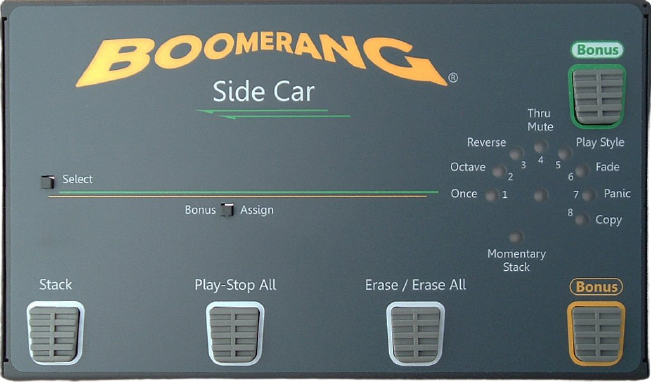 BOOMERANG®
Side Car
Bonus
Thru
Mute
Reverse
Play Style
Octave
Fade
Once
Panic
Copy
1
2
3
4
5
6
7
8
Select
Bonus Assign
Momentary
Stack
Stack
Play-Stop All
Erase / Erase All
Bonus